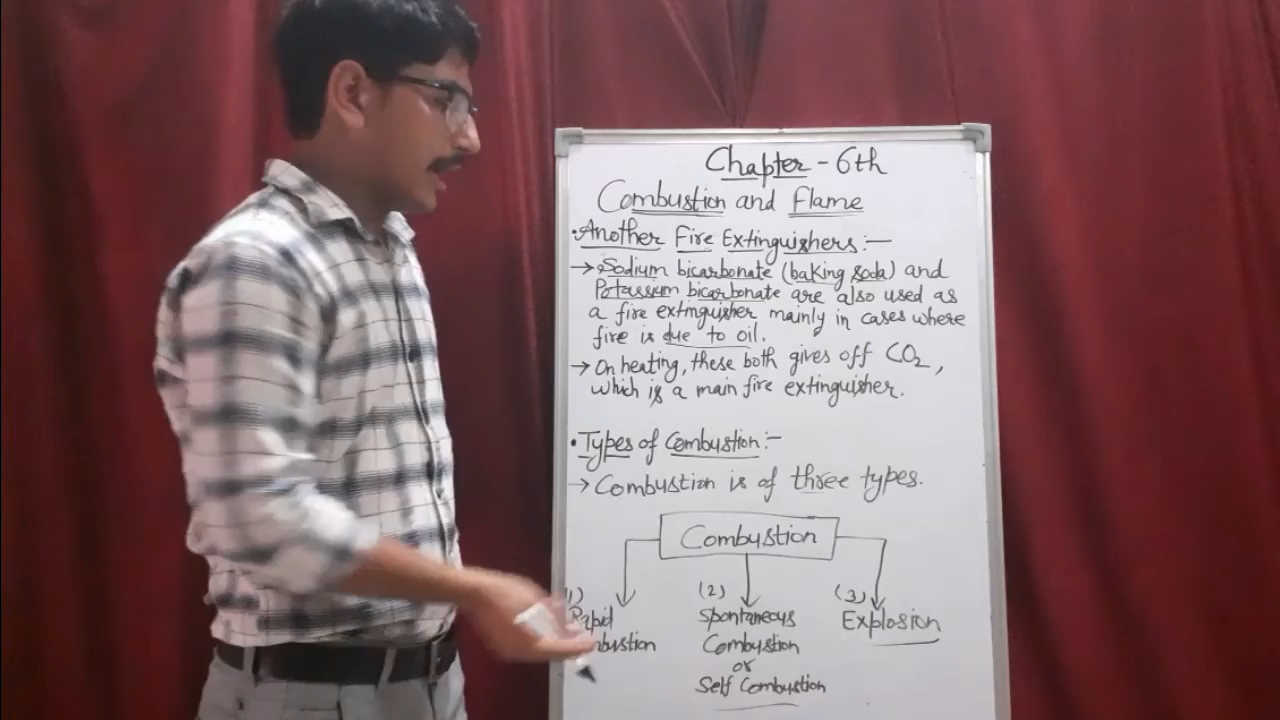 Chapter - 6th
Combustion and Flame
• Another Fire Extinguishers:-
→ Sodium bicarbonate (baking soda) and
Potassium bicarbonate are also used as
a fire extinguisher mainly in cases where
fire is due to oil.
→ On heating, these both gives off CO2,
which is a main fire extinguisher.
• Types of Combustion:-
→ Combustion is of three types.
Combustion
(1)
Rapid
Combustion
(2)
Spontaneous
Combustion
or
Self Combustion
(3)
Explosion